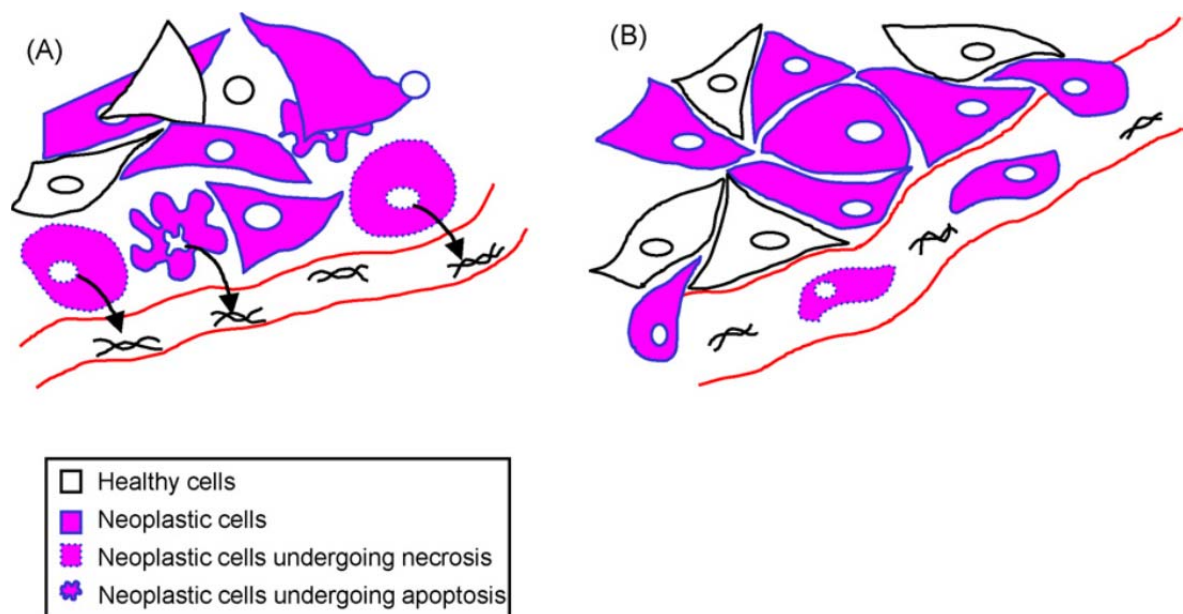 (A)
(B)
Healthy cells
Neoplastic cells
Neoplastic cells undergoing necrosis
Neoplastic cells undergoing apoptosis